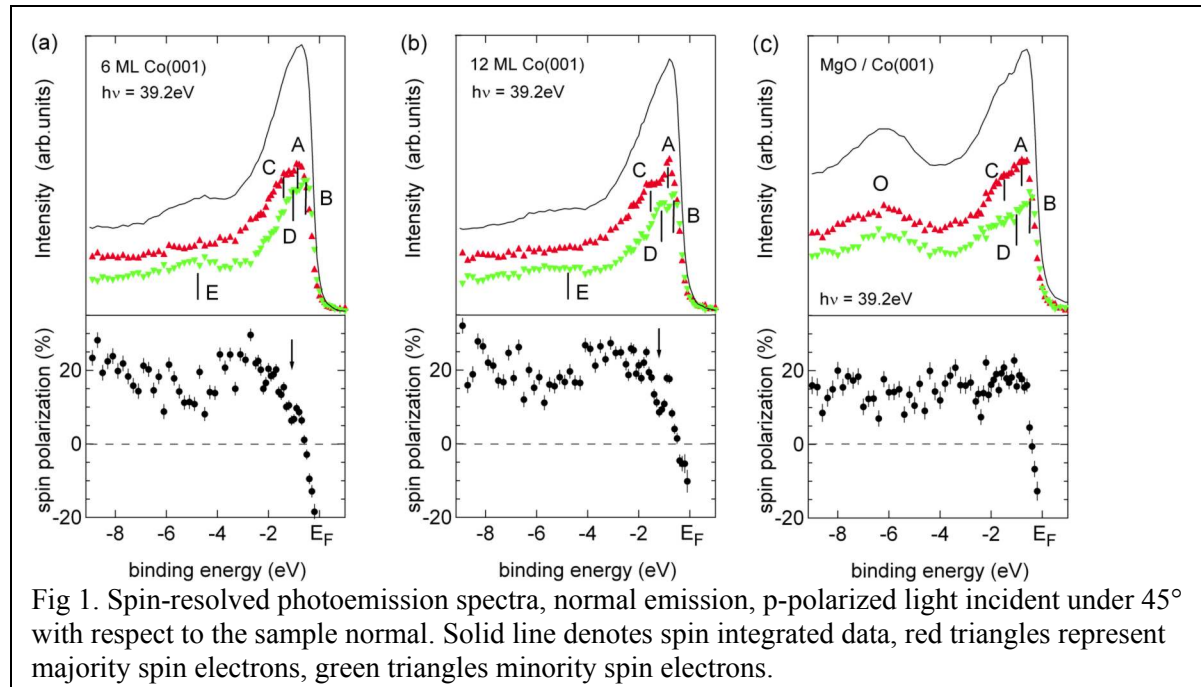 (a)
6 ML Co(001)
hν = 39.2eV
Intensity (arb.units)
A
C
B
D
E
spin polarization (%)
20
0
-20
-8 -6 -4 -2 E_F
binding energy (eV)
(b)
12 ML Co(001)
hν = 39.2eV
Intensity (arb.units)
A
C
B
D
E
spin polarization (%)
20
0
-20
-8 -6 -4 -2 E_F
binding energy (eV)
(c)
MgO / Co(001)
Intensity (arb.units)
A
C
O
B
D
hν = 39.2eV
spin polarization (%)
20
0
-20
-8 -6 -4 -2 E_F
binding energy (eV)
Fig 1. Spin-resolved photoemission spectra, normal emission, p-polarized light incident under 45°
with respect to the sample normal. Solid line denotes spin integrated data, red triangles represent
majority spin electrons, green triangles minority spin electrons.